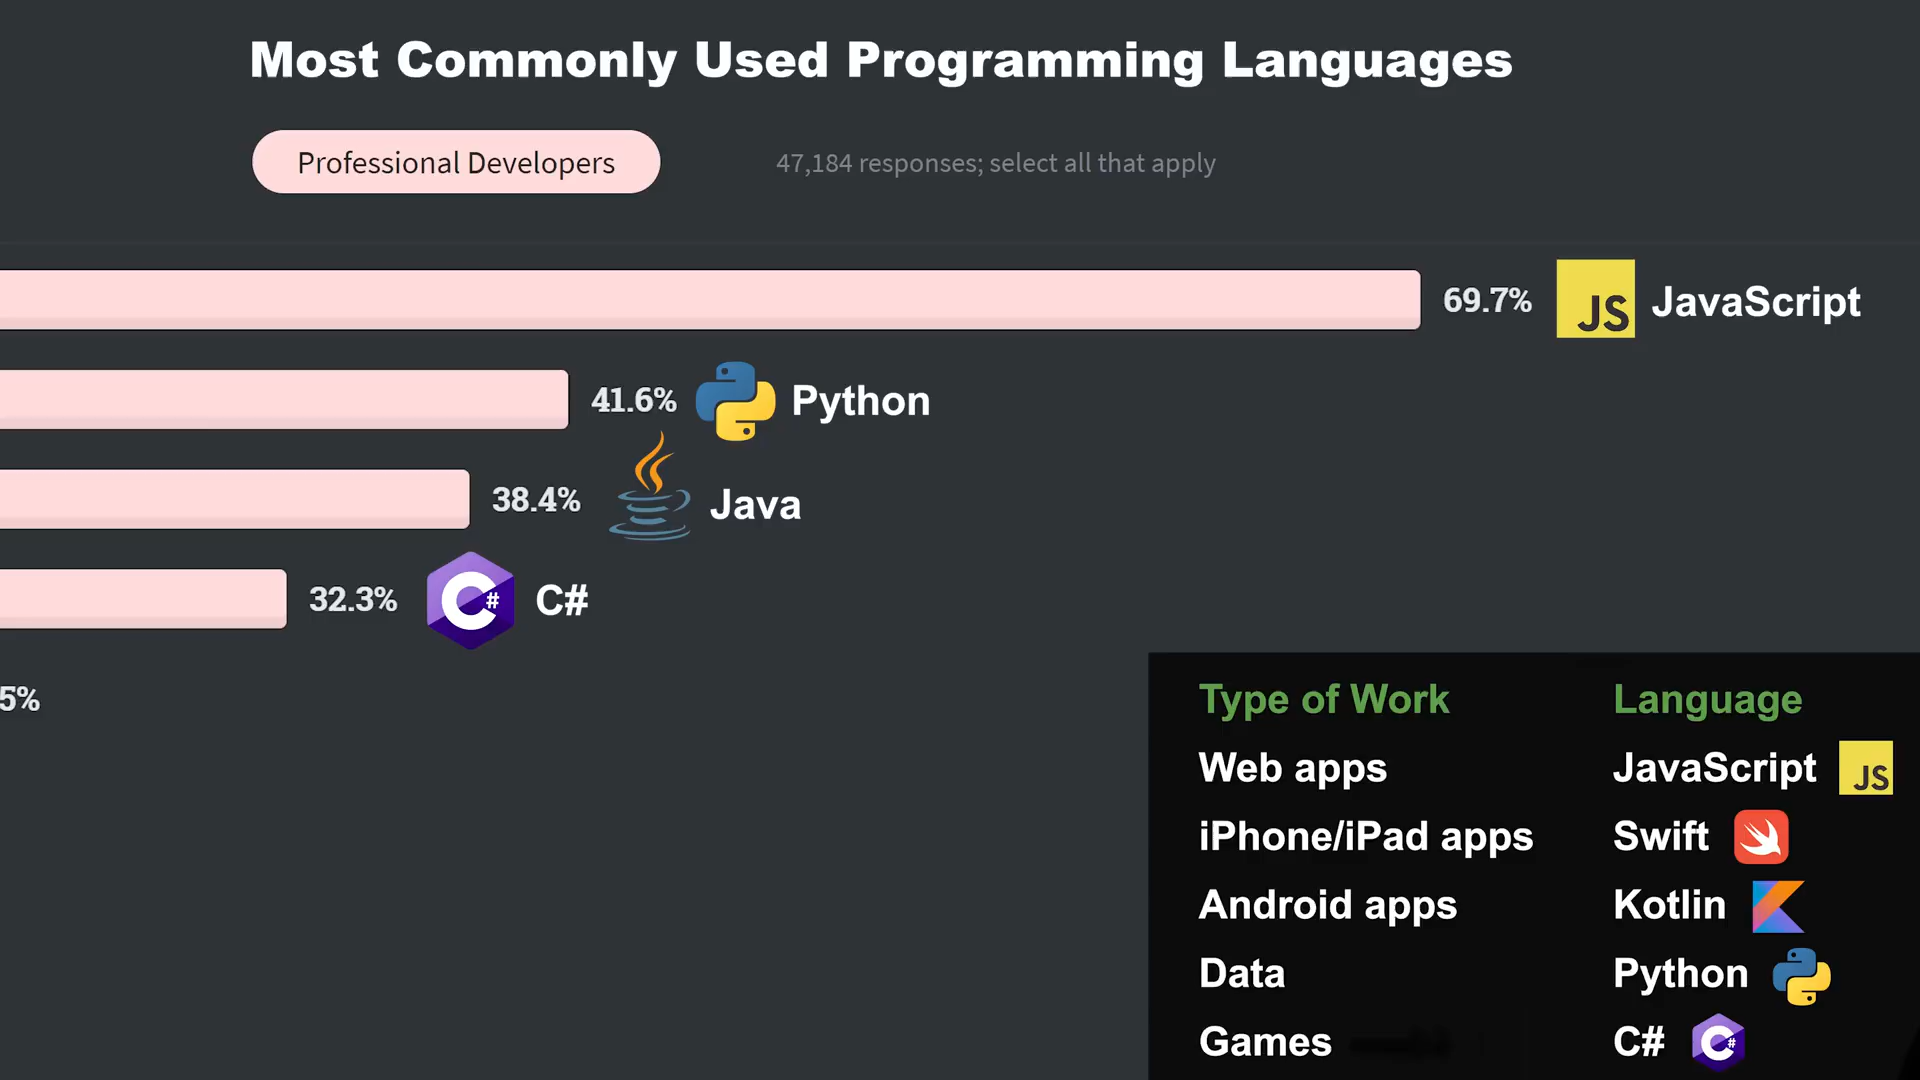 Most Commonly Used Programming Languages
Professional Developers
47,184 responses; select all that apply
69.7% JS JavaScript
41.6% Python
38.4% Java
32.3% C# C#
5%
Type of Work Language
Web apps JavaScript JS
iPhone/iPad apps Swift
Android apps Kotlin
Data Python
Games C# C#